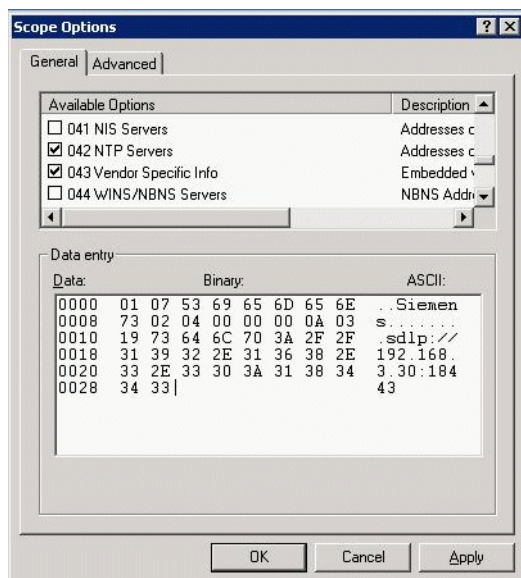 Scope Options
General Advanced
Available Options Description
041 NIS Servers Addresses c
042 NTP Servers Addresses c
043 Vendor Specific Info Embedded v
044 WINS/NBNS Servers NBNS Addr
Data entry
Data: Binary: ASCII:
0000 01 07 53 69 65 6D 65 6E ..Siemen
0008 73 02 04 00 00 00 0A 03 s.......
0010 19 73 64 6C 70 3A 2F 2F .sdlp://
0018 31 39 32 2E 31 36 38 2E 192.168.
0020 33 2E 33 30 3A 31 38 34 3.30:184
0028 34 33 43
OK Cancel Apply